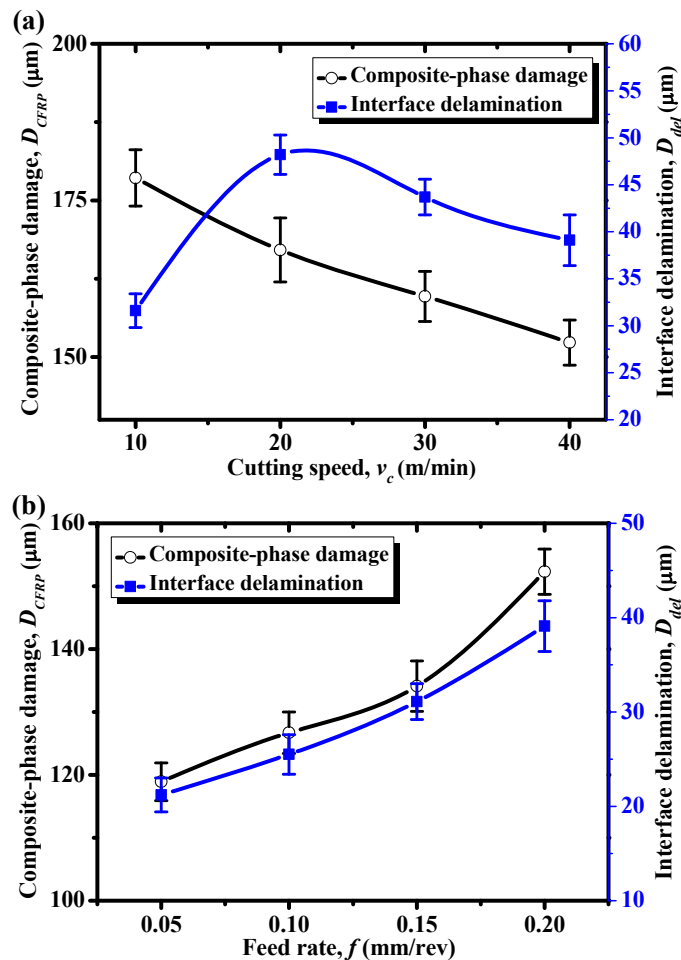 (a)
200
175
150
Composite-phase damage, D_CFRP (μm)
Composite-phase damage
Interface delamination
60
55
50
45
40
35
30
25
20
Interface delamination, D_del (μm)
10 20 30 40
Cutting speed, v_c (m/min)
(b)
160
140
120
100
Composite-phase damage, D_CFRP (μm)
Composite-phase damage
Interface delamination
50
40
30
20
10
Interface delamination, D_del (μm)
0.05 0.10 0.15 0.20
Feed rate, f (mm/rev)